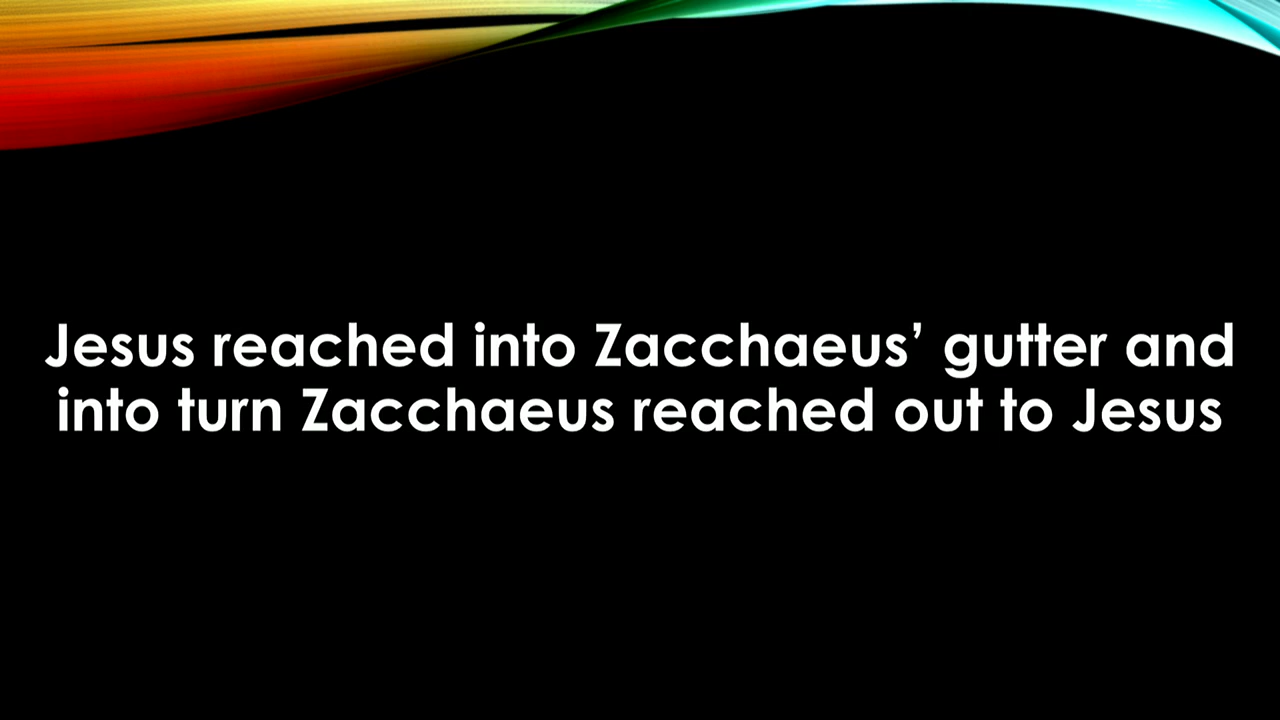 Jesus reached into Zacchaeus’ gutter and
into turn Zacchaeus reached out to Jesus